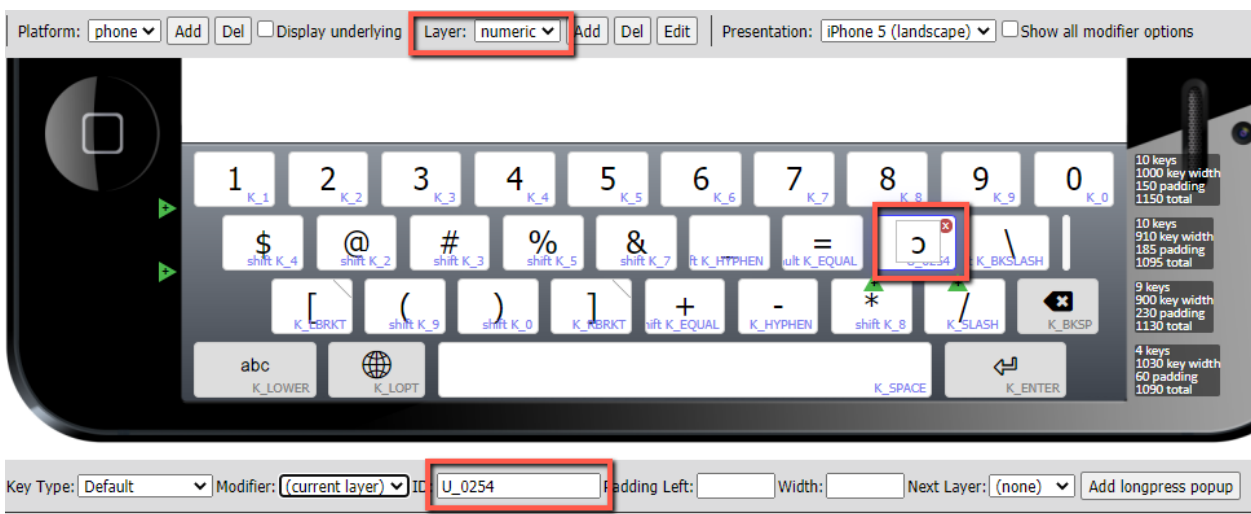 Platform: phone Add Del Display underlying Layer: numeric Add Del Edit Presentation: iPhone 5 (landscape) Show all modifier options
1 2 3 4 5 6 7 8 9 0
K_1 K_2 K_3 K_4 K_5 K_6 K_7 K_8 K_9 K_0
10 keys
1000 key width
150 padding
1150 total
$ @ # % & _ = ɔ \
shift K_4 shift K_2 shift K_3 shift K_5 shift K_7 ft K_HYPHEN ult K_EQUAL U_0254 t K_BKSLASH
10 keys
910 key width
185 padding
1095 total
[ ( ) ] + - * /
K_LBRKT shift K_9 shift K_0 K_RBRKT hift K_EQUAL K_HYPHEN shift K_8 K_SLASH K_BKSP
9 keys
900 key width
230 padding
1130 total
abc
K_LOWER K_LOPT K_SPACE K_ENTER
4 keys
1030 key width
60 padding
1090 total
Key Type: Default Modifier: (current layer) ID: U_0254 Padding Left: Width: Next Layer: (none) Add longpress popup